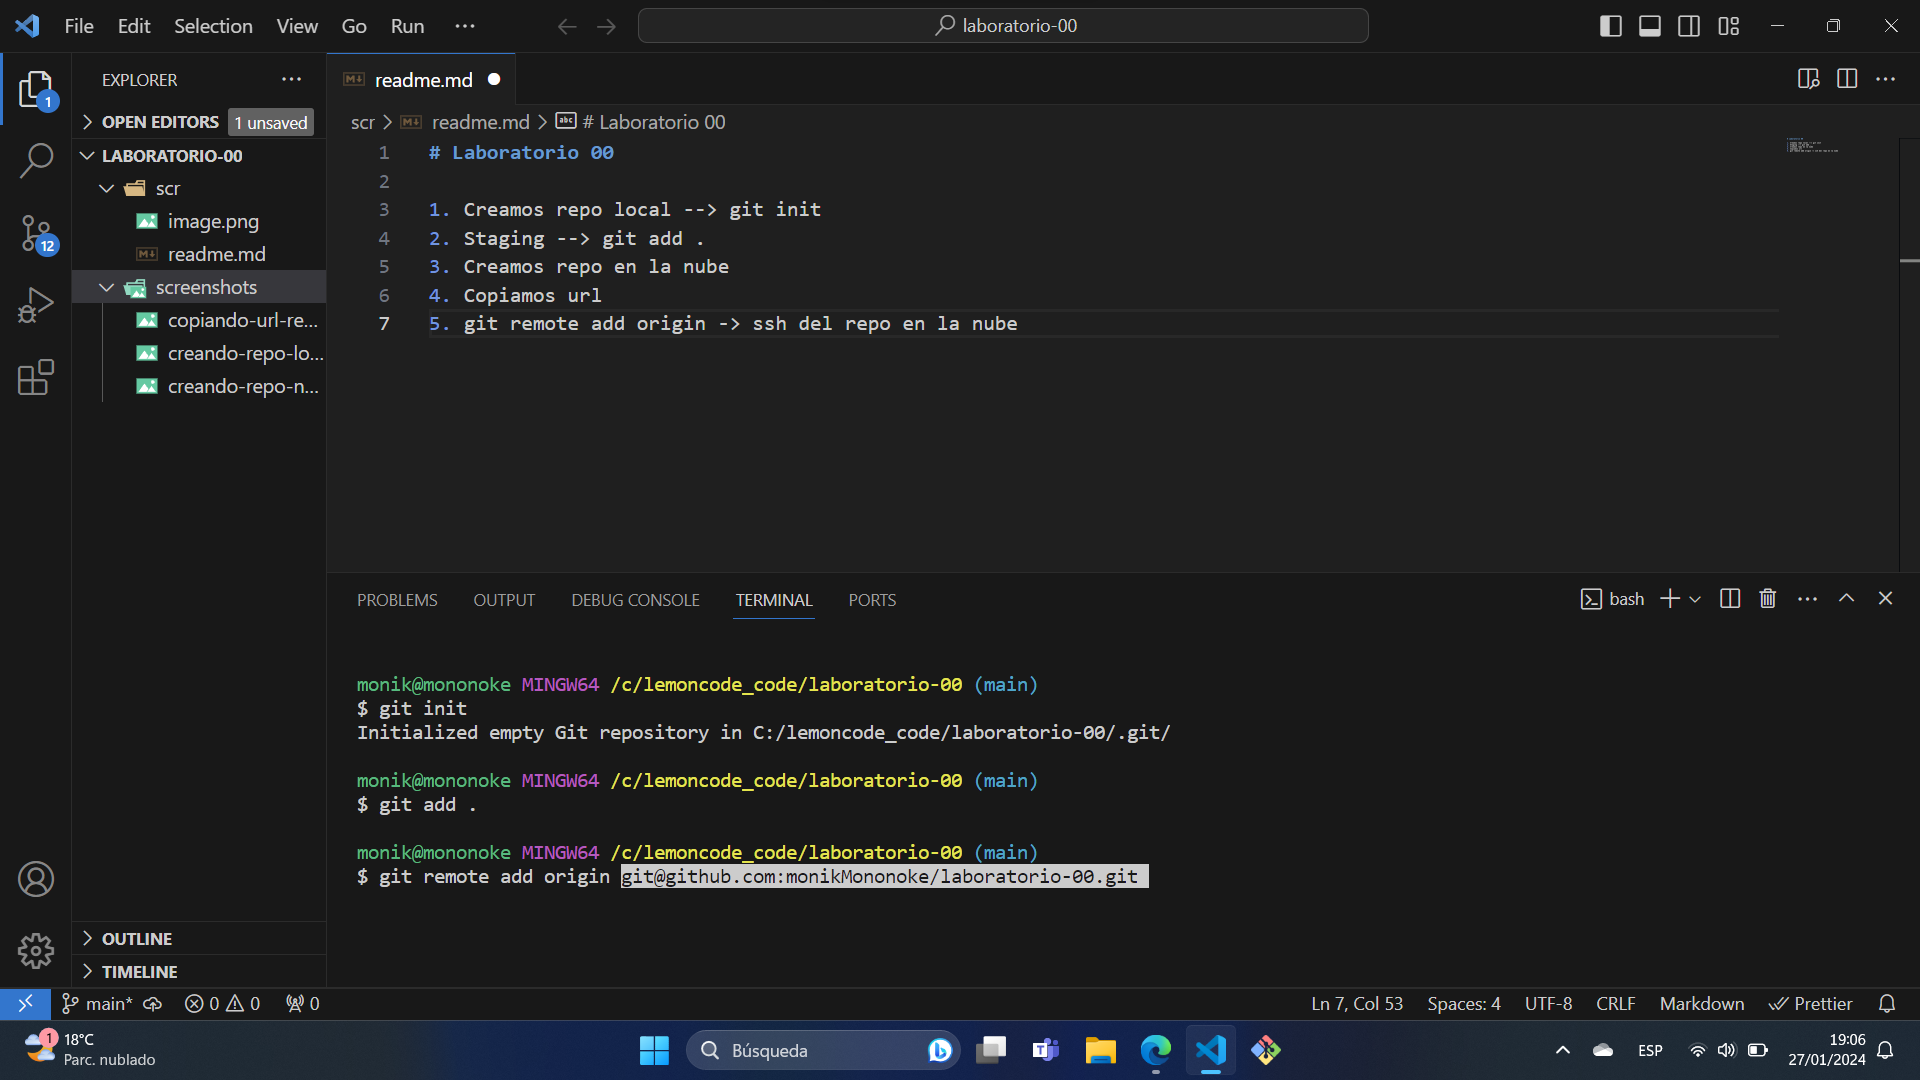 File Edit Selection View Go Run ···
laboratorio-00
EXPLORER
OPEN EDITORS 1 unsaved
LABORATORIO-00
scr
image.png
readme.md
screenshots
copiando-url-re...
creando-repo-lo...
creando-repo-n...
OUTLINE
TIMELINE
1
12
readme.md
scr > readme.md > # Laboratorio 00
1 # Laboratorio 00
2
3 1. Creamos repo local --> git init
4 2. Staging --> git add .
5 3. Creamos repo en la nube
6 4. Copiamos url
7 5. git remote add origin -> ssh del repo en la nube
PROBLEMS OUTPUT DEBUG CONSOLE TERMINAL PORTS
bash
monik@mononoke MINGW64 /c/lemoncode_code/laboratorio-00 (main)
$ git init
Initialized empty Git repository in C:/lemoncode_code/laboratorio-00/.git/
monik@mononoke MINGW64 /c/lemoncode_code/laboratorio-00 (main)
$ git add .
monik@mononoke MINGW64 /c/lemoncode_code/laboratorio-00 (main)
$ git remote add origin git@github.com:monikMononoke/laboratorio-00.git
main* 0 0 0
Ln 7, Col 53 Spaces: 4 UTF-8 CRLF Markdown Prettier
1 18°C
Parc. nublado
Búsqueda
ESP
19:06
27/01/2024